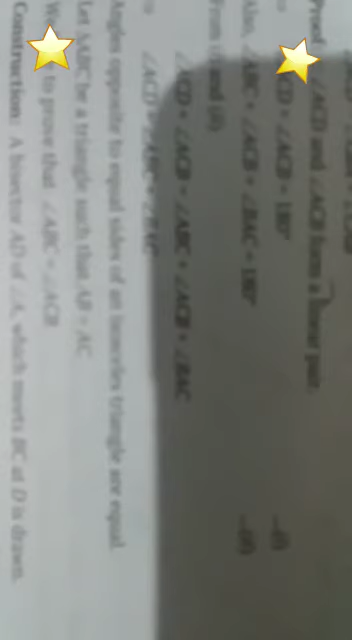 Proof ∠ACD and ∠ACB form a linear pair.
CD + ∠ACB = 180° ...(i)
Also, ∠ABC + ∠ACB + ∠BAC = 180° ...(ii)
From (i) and (ii)
∠ACD + ∠ACB = ∠ABC + ∠ACB + ∠BAC
⇒ ∠ACD = ∠ABC + ∠BAC
Angles opposite to equal sides of an isosceles triangle are equal.
Let ΔABC be a triangle such that AB = AC
to prove that ∠ABC = ∠ACB
Construction: A bisector AD of ∠A, which meets BC at D is drawn.